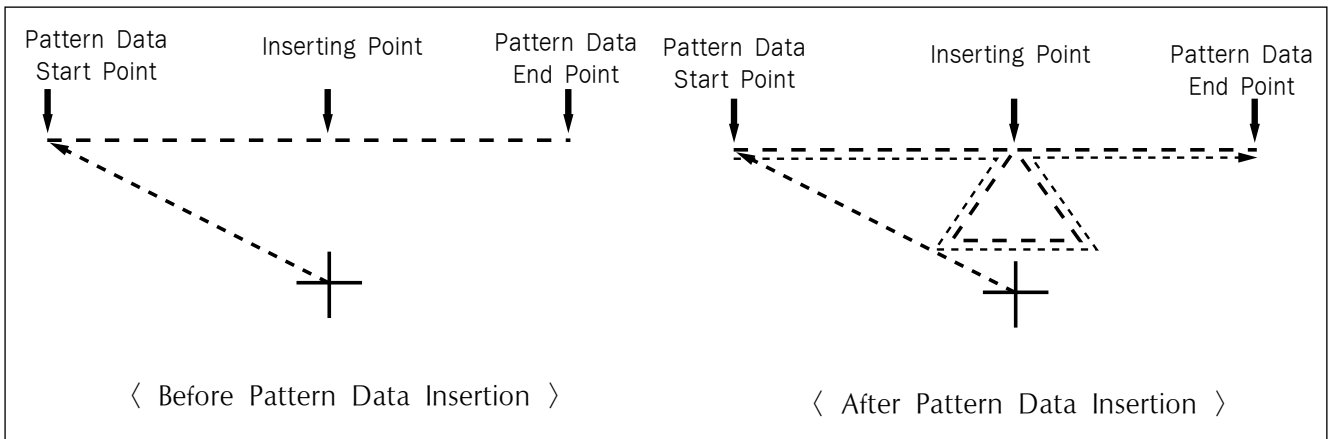 Pattern Data
Start Point
Inserting Point
Pattern Data
End Point
Pattern Data
Start Point
Inserting Point
Pattern Data
End Point
〈 Before Pattern Data Insertion 〉
〈 After Pattern Data Insertion 〉